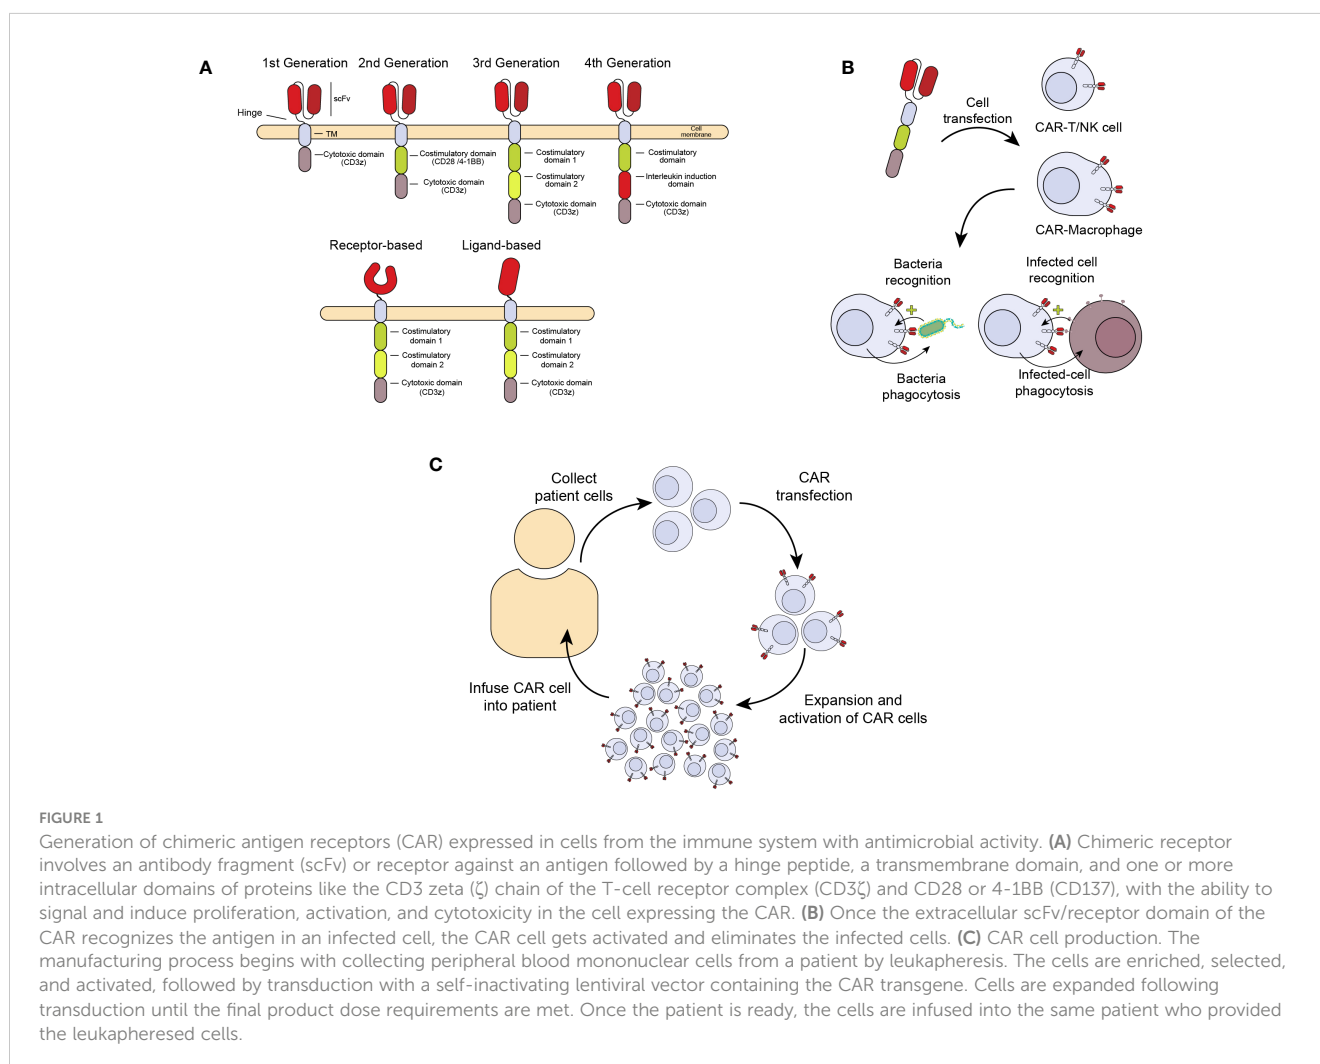 A
1st Generation
2nd Generation
3rd Generation
4th Generation
scFv
Hinge
TM
Cell
membrane
Cytotoxic domain
(CD3z)
Costimulatory domain
(CD28 /4-1BB)
Cytotoxic domain
(CD3z)
Costimulatory
domain 1
Costimulatory
domain 2
Cytotoxic domain
(CD3z)
Costimulatory
domain
Interleukin induction
domain
Cytotoxic domain
(CD3z)
Receptor-based
Ligand-based
Costimulatory
domain 1
Costimulatory
domain 2
Cytotoxic domain
(CD3z)
Costimulatory
domain 1
Costimulatory
domain 2
Cytotoxic domain
(CD3z)
B
Cell
transfection
CAR-T/NK cell
CAR-Macrophage
Bacteria
recognition
Infected cell
recognition
Bacteria
phagocytosis
Infected-cell
phagocytosis
C
Collect
patient cells
CAR
transfection
Expansion and
activation of CAR cells
Infuse CAR cell
into patient
FIGURE 1
Generation of chimeric antigen receptors (CAR) expressed in cells from the immune system with antimicrobial activity. (A) Chimeric receptor
involves an antibody fragment (scFv) or receptor against an antigen followed by a hinge peptide, a transmembrane domain, and one or more
intracellular domains of proteins like the CD3 zeta (ζ) chain of the T-cell receptor complex (CD3ζ) and CD28 or 4-1BB (CD137), with the ability to
signal and induce proliferation, activation, and cytotoxicity in the cell expressing the CAR. (B) Once the extracellular scFv/receptor domain of the
CAR recognizes the antigen in an infected cell, the CAR cell gets activated and eliminates the infected cells. (C) CAR cell production. The
manufacturing process begins with collecting peripheral blood mononuclear cells from a patient by leukapheresis. The cells are enriched, selected,
and activated, followed by transduction with a self-inactivating lentiviral vector containing the CAR transgene. Cells are expanded following
transduction until the final product dose requirements are met. Once the patient is ready, the cells are infused into the same patient who provided
the leukapheresed cells.